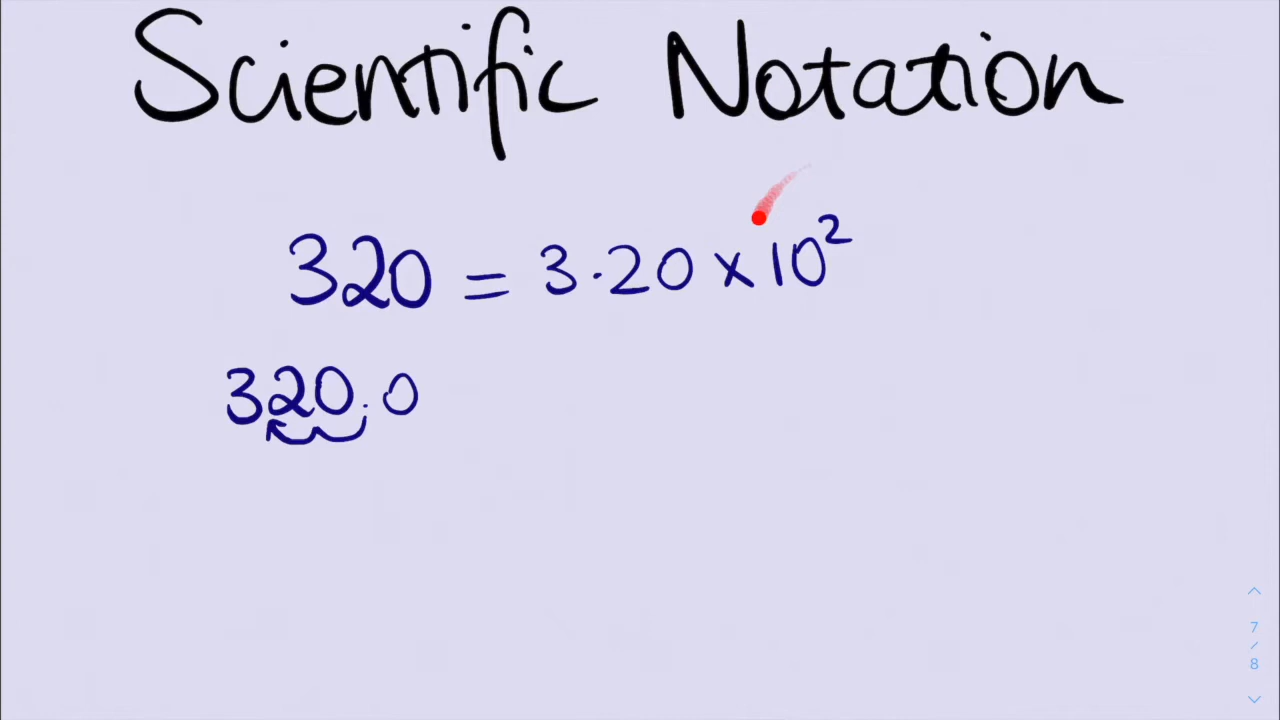 Scientific Notation
320 = 3.20 × 10²
320.0
7
/
8